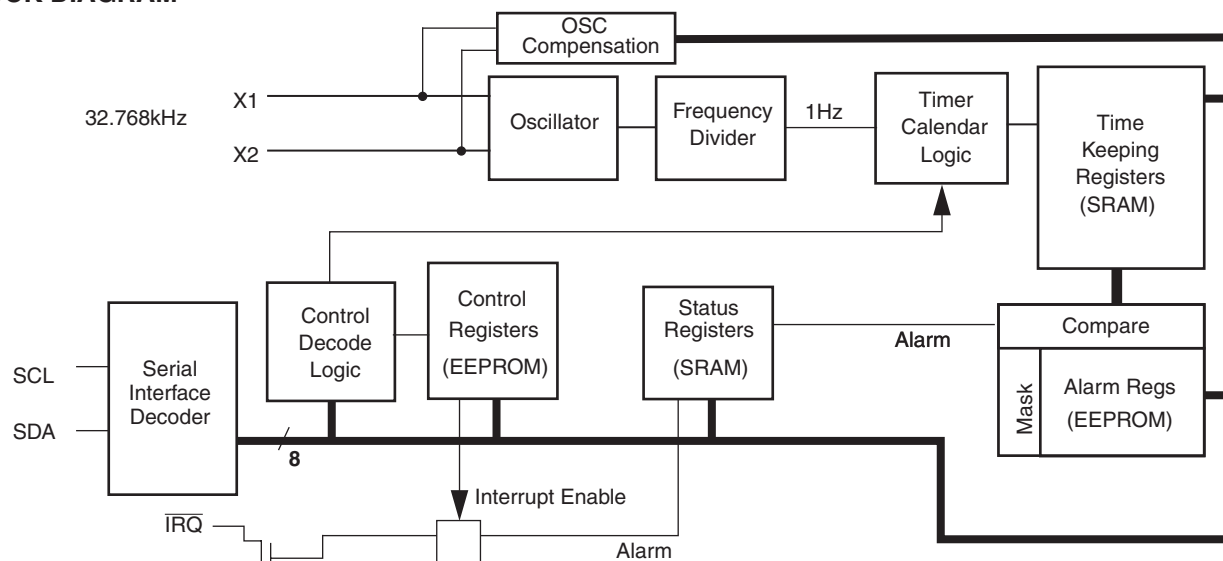 OSC
Compensation
X1
32.768kHz
X2
Oscillator
Frequency
Divider
1Hz
Timer
Calendar
Logic
Time
Keeping
Registers
(SRAM)
Control
Decode
Logic
Control
Registers
(EEPROM)
Status
Registers
(SRAM)
Alarm
Compare
Mask
Alarm Regs
(EEPROM)
SCL
SDA
Serial
Interface
Decoder
8
Interrupt Enable
IRQ
Alarm